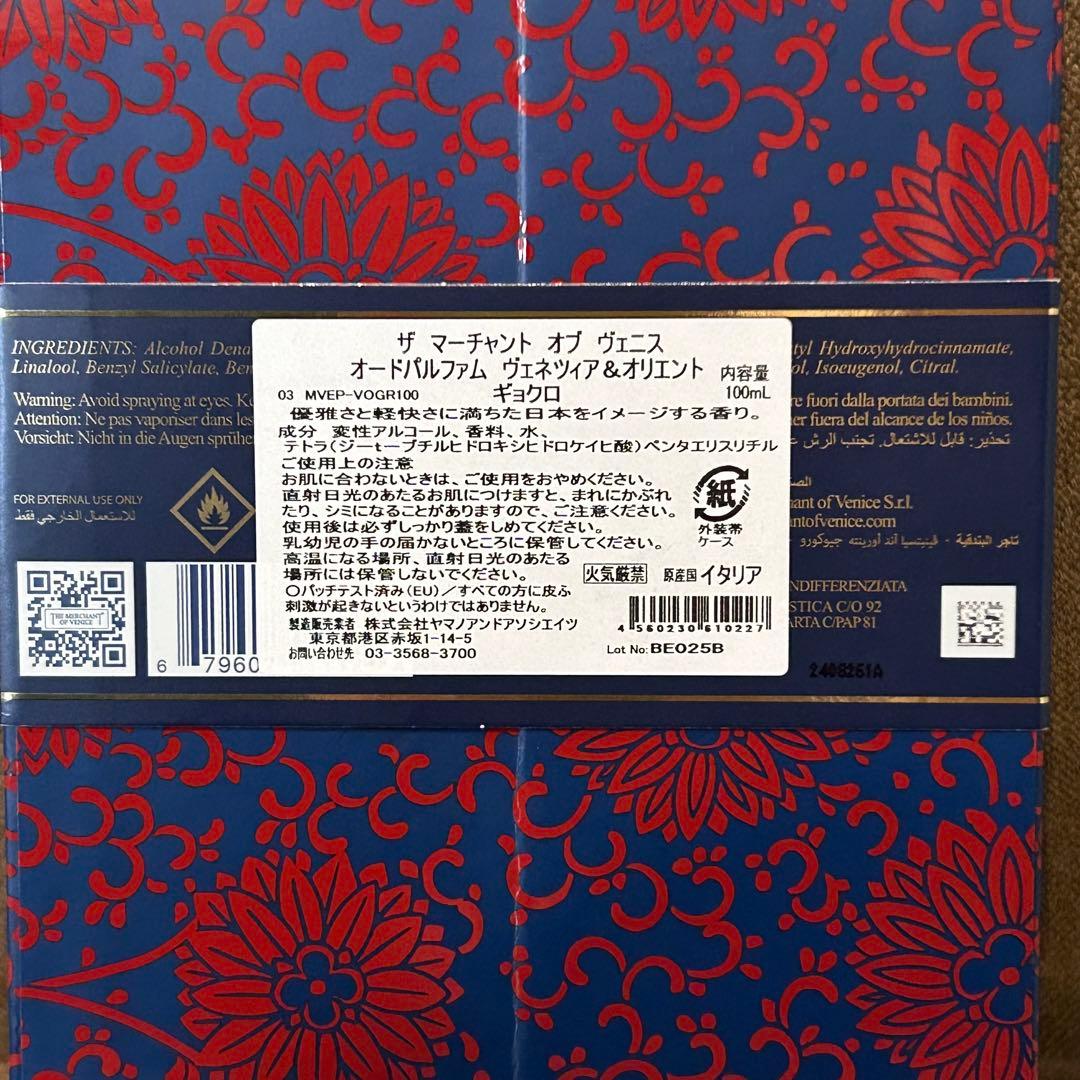 INGREDIENTS: Alcohol Dena
Linalool, Benzyl Salicylate, Ben
Warning: Avoid spraying at eyes. Ke
Attention: Ne pas vaporiser dans les
Vorsicht: Nicht in die Augen sprühe
FOR EXTERNAL USE ONLY
للاستعمال الخارجي فقط
THE MERCHANT
OF VENICE
6 7960
ザ マーチャント オブ ヴェニス
オードパルファム ヴェネツィア&オリエント 内容量
03 MVEP-VOGR100 ギョクロ 100mL
優雅さと軽快さに満ちた日本をイメージする香り。
成分 変性アルコール、香料、水、
テトラ(ジーtーブチルヒドロキシヒドロケイヒ酸)ペンタエリスリチル
ご使用上の注意
お肌に合わないときは、ご使用をおやめください。
直射日光のあたるお肌につけますと、まれにかぶれ
たり、シミになることがありますので、ご注意ください。
使用後は必ずしっかり蓋をしめてください。
乳幼児の手の届かないところに保管してください。
高温になる場所、直射日光のあたる
場所には保管しないでください。
〇パッチテスト済み(EU)/すべての方に皮ふ
刺激が起きないというわけではありません。
製造販売業者 株式会社ヤマノアンドアソシエイツ
東京都港区赤坂1-14-5
お問い合わせ先 03-3568-3700
紙
外装帯
ケース
火気厳禁 原産国 イタリア
4 560230 610227
Lot No: BE025B
tyl Hydroxyhydrocinnamate,
ol, Isoeugenol, Citral.
re fuori dalla portata dei bambini.
er fuera del alcance de los niños.
تحذير: قابل للاشتعال. تجنب الرش
ant of Venice S.r.l.
antofvenice.com
تاجر البندقية - فينيتسيا أند أورينته جيوكورو -
NDIFFERENZIATA
STICA C/O 92
ARTA C/PAP 81
2408261A